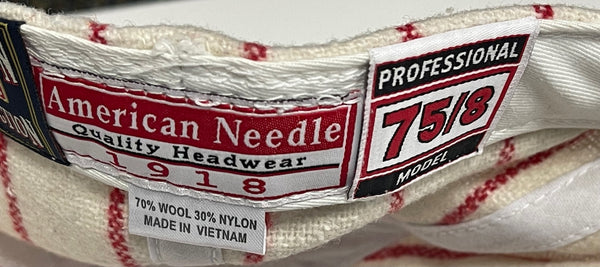 American Needle
Quality Headwear
1918
PROFESSIONAL
7 5/8
MODEL
70% WOOL 30% NYLON
MADE IN VIETNAM